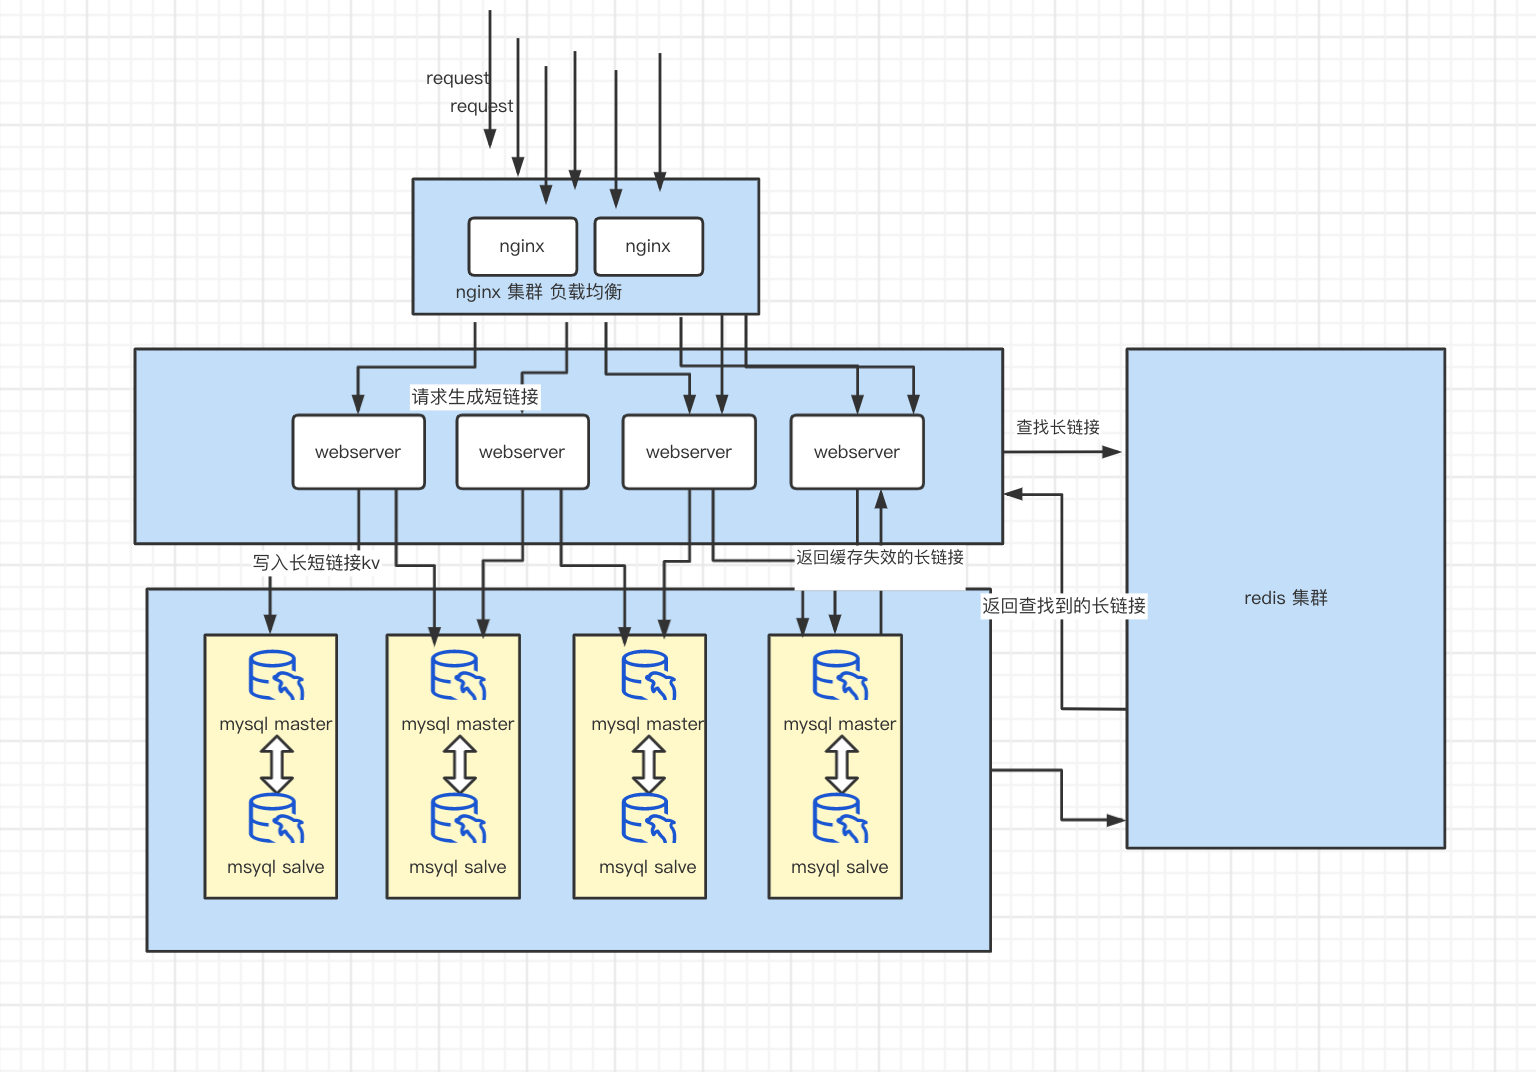 request
request
nginx
nginx
nginx 集群 负载均衡
请求生成短链接
webserver
webserver
webserver
webserver
查找长链接
写入长短链接kv
返回缓存失效的长链接
返回查找到的长链接
redis 集群
mysql master
mysql master
mysql master
mysql master
msyql salve
msyql salve
msyql salve
msyql salve